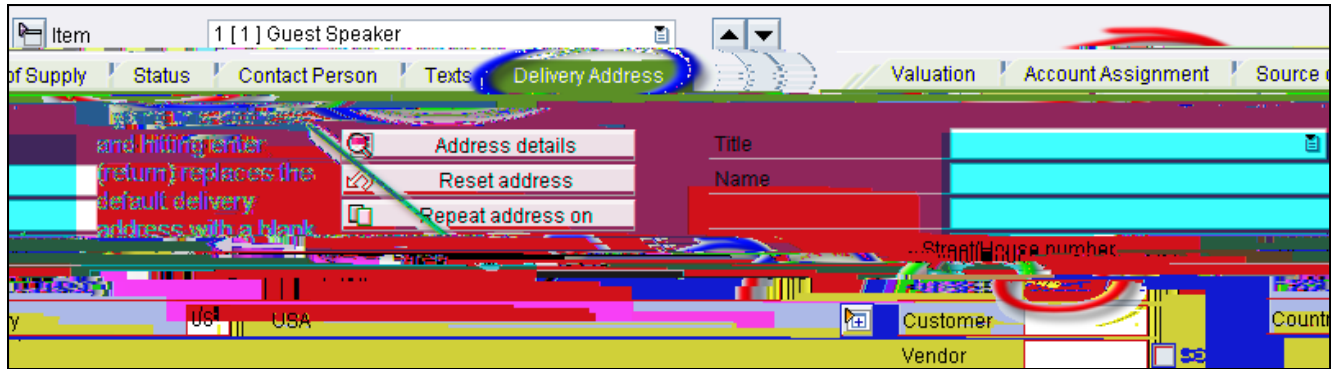 Item 1 [ 1 ] Guest Speaker
of Supply Status Contact Person Texts Delivery Address Valuation Account Assignment Source
and hitting enter Address details Title
(return) replaces the Reset address Name
default delivery
address with a blank Repeat address on
Street/House number
US USA Customer Countr
Vendor